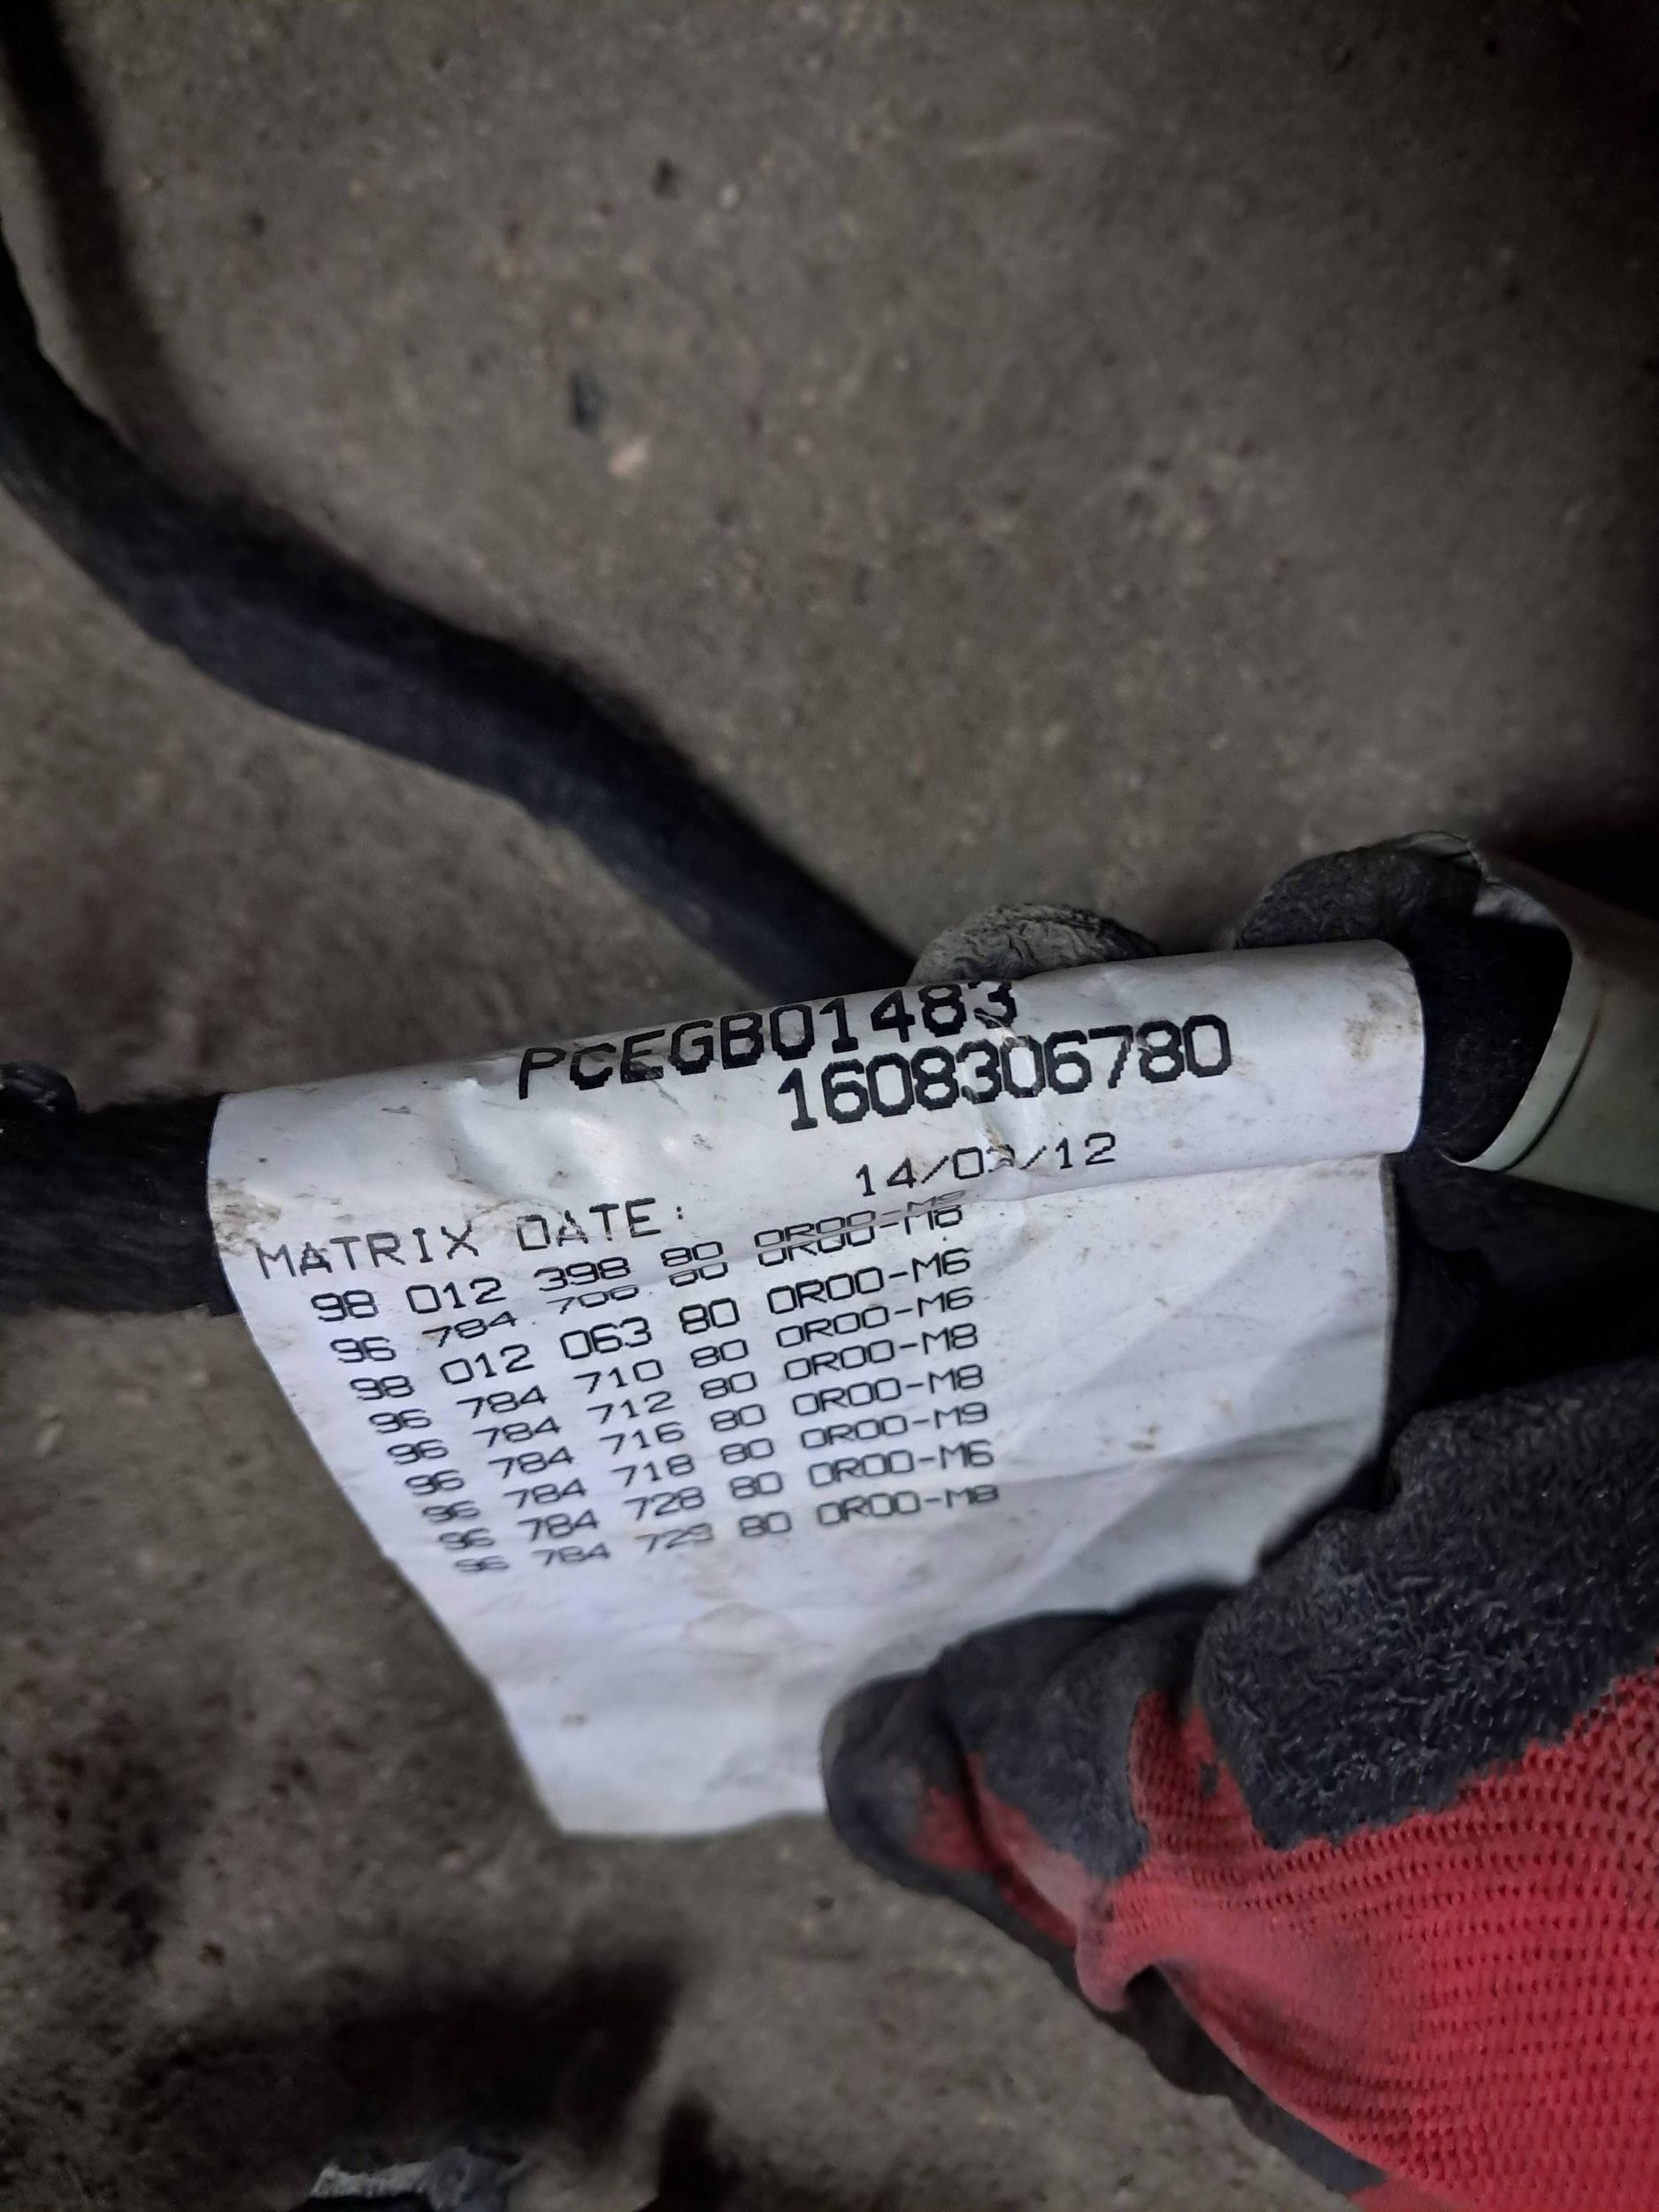 PCEGB01483
1608306780
MATRIX DATE: 14/03/12
98 012 398 80 0R00-M9
96 784 80 0R00-M8
98 012 063 80 0R00-M6
96 784 710 80 0R00-M6
96 784 712 80 0R00-M8
96 784 716 80 0R00-M8
96 784 718 80 0R00-M9
96 784 728 80 0R00-M6
96 784 729 80 0R00-M8